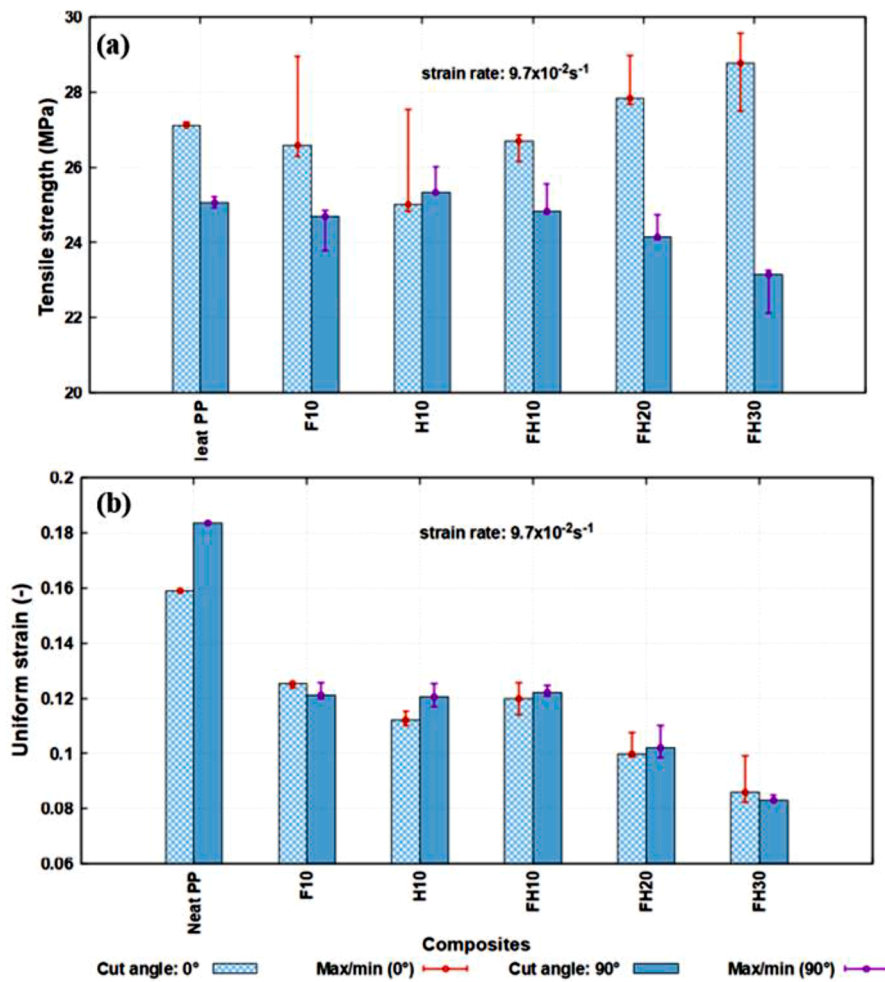 (a)
strain rate: 9.7x10-2s-1
Tensile strength (MPa)
30
28
26
24
22
20
leat PP
F10
H10
FH10
FH20
FH30
(b)
strain rate: 9.7x10-2s-1
Uniform strain (-)
0.2
0.18
0.16
0.14
0.12
0.1
0.08
0.06
Neat PP
F10
H10
FH10
FH20
FH30
Composites
Cut angle: 0° Max/min (0°) Cut angle: 90° Max/min (90°)